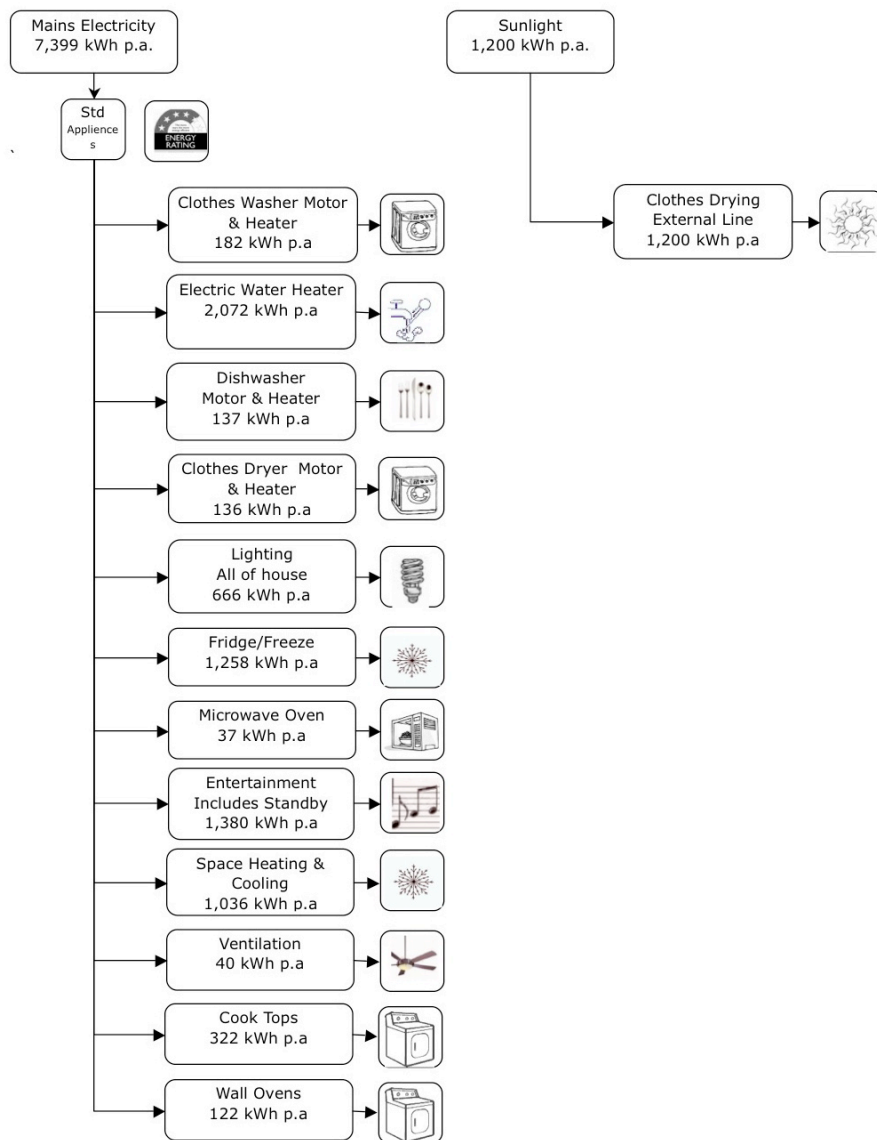 Mains Electricity
7,399 kWh p.a.
Sunlight
1,200 kWh p.a.
Std
Applience
s
ENERGY
RATING
Clothes Washer Motor
& Heater
182 kWh p.a
Clothes Drying
External Line
1,200 kWh p.a
Electric Water Heater
2,072 kWh p.a
Dishwasher
Motor & Heater
137 kWh p.a
Clothes Dryer Motor
& Heater
136 kWh p.a
Lighting
All of house
666 kWh p.a
Fridge/Freeze
1,258 kWh p.a
Microwave Oven
37 kWh p.a
Entertainment
Includes Standby
1,380 kWh p.a
Space Heating &
Cooling
1,036 kWh p.a
Ventilation
40 kWh p.a
Cook Tops
322 kWh p.a
Wall Ovens
122 kWh p.a